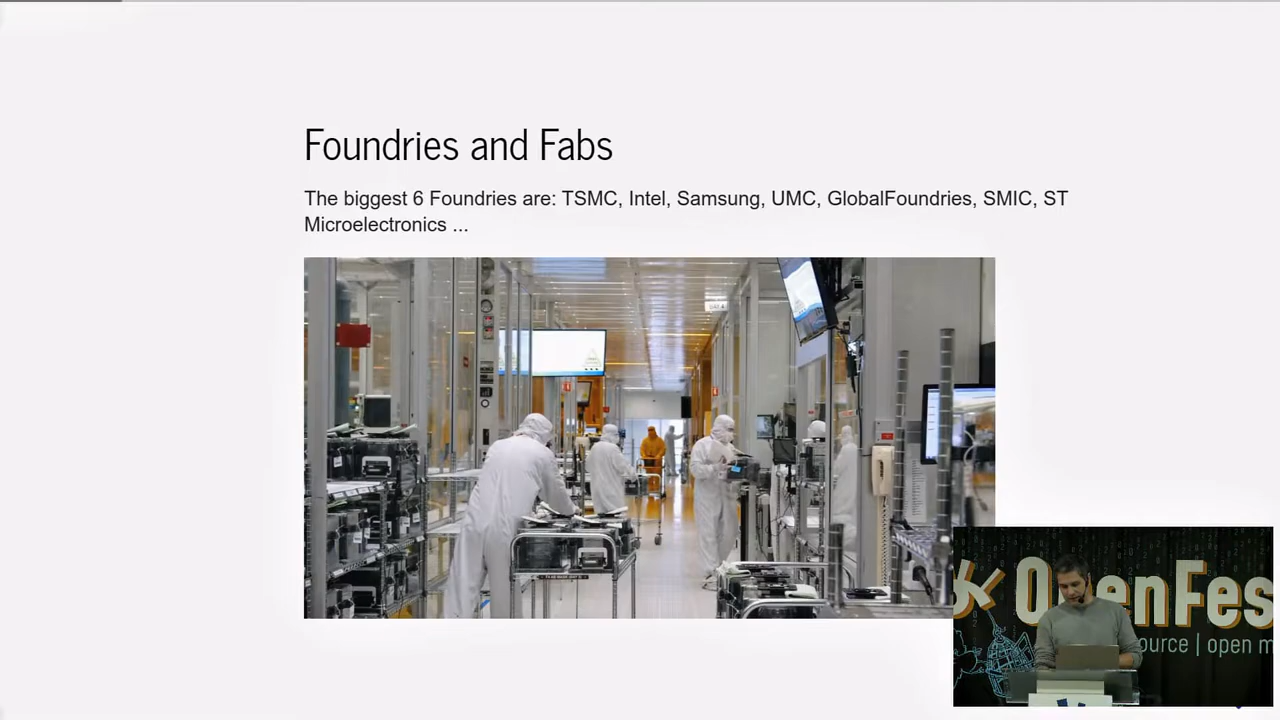 Foundries and Fabs
The biggest 6 Foundries are: TSMC, Intel, Samsung, UMC, GlobalFoundries, SMIC, ST
Microelectronics ...
OpenFes
ource | open m